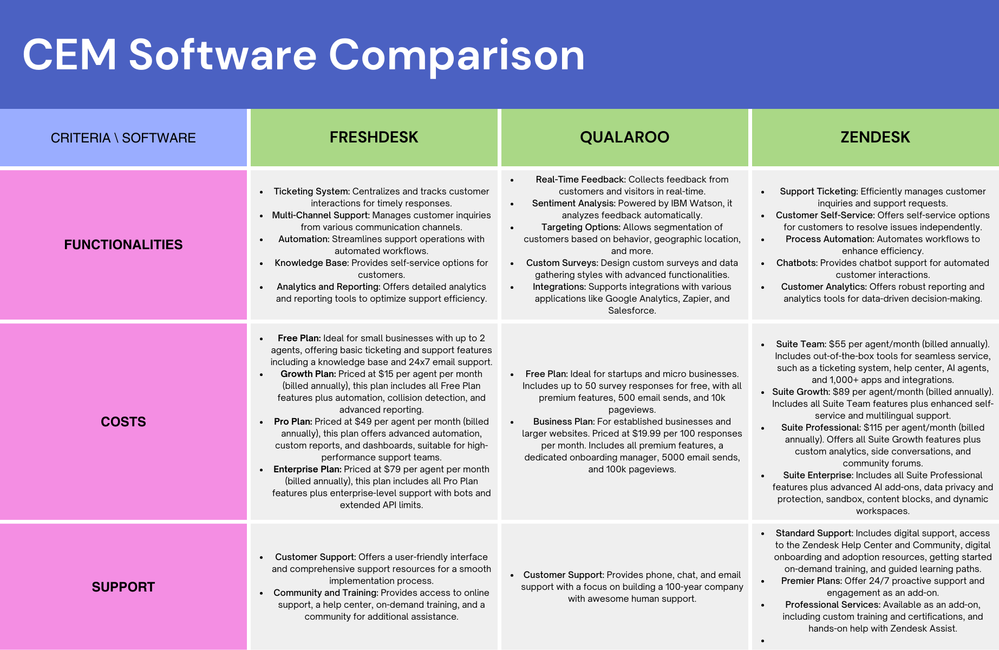 CEM Software Comparison
CRITERIA \ SOFTWARE
FRESHDESK
QUALAROO
ZENDESK
FUNCTIONALITIES
• Ticketing System: Centralizes and tracks customer
interactions for timely responses.
• Multi-Channel Support: Manages customer inquiries
from various communication channels.
• Automation: Streamlines support operations with
automated workflows.
• Knowledge Base: Provides self-service options for
customers.
• Analytics and Reporting: Offers detailed analytics
and reporting tools to optimize support efficiency.
• Real-Time Feedback: Collects feedback from
customers and visitors in real-time.
• Sentiment Analysis: Powered by IBM Watson, it
analyzes feedback automatically.
• Targeting Options: Allows segmentation of
customers based on behavior, geographic location,
and more.
• Custom Surveys: Design custom surveys and data
gathering styles with advanced functionalities.
• Integrations: Supports integrations with various
applications like Google Analytics, Zapier, and
Salesforce.
• Support Ticketing: Efficiently manages customer
inquiries and support requests.
• Customer Self-Service: Offers self-service options
for customers to resolve issues independently.
• Process Automation: Automates workflows to
enhance efficiency.
• Chatbots: Provides chatbot support for automated
customer interactions.
• Customer Analytics: Offers robust reporting and
analytics tools for data-driven decision-making.
COSTS
• Free Plan: Ideal for small businesses with up to 2
agents, offering basic ticketing and support features
including a knowledge base and 24x7 email support.
• Growth Plan: Priced at $15 per agent per month
(billed annually), this plan includes all Free Plan
features plus automation, collision detection, and
advanced reporting.
• Pro Plan: Priced at $49 per agent per month (billed
annually), this plan offers advanced automation,
custom reports, and dashboards, suitable for high-
performance support teams.
• Enterprise Plan: Priced at $79 per agent per month
(billed annually), this plan includes all Pro Plan
features plus enterprise-level support with bots and
extended API limits.
• Free Plan: Ideal for startups and micro businesses.
Includes up to 50 survey responses for free, with all
premium features, 500 email sends, and 10k
pageviews.
• Business Plan: For established businesses and
larger websites. Priced at $19.99 per 100 responses
per month. Includes all premium features, a
dedicated onboarding manager, 5000 email sends,
and 100k pageviews.
• Suite Team: $55 per agent/month (billed annually).
Includes out-of-the-box tools for seamless service,
such as a ticketing system, help center, AI agents,
and 1,000+ apps and integrations.
• Suite Growth: $89 per agent/month (billed annually).
Includes all Suite Team features plus enhanced self-
service and multilingual support.
• Suite Professional: $115 per agent/month (billed
annually). Offers all Suite Growth features plus
custom analytics, side conversations, and
community forums.
• Suite Enterprise: Includes all Suite Professional
features plus advanced AI add-ons, data privacy and
protection, sandbox, content blocks, and dynamic
workspaces.
SUPPORT
• Customer Support: Offers a user-friendly interface
and comprehensive support resources for a smooth
implementation process.
• Community and Training: Provides access to online
support, a help center, on-demand training, and a
community for additional assistance.
• Customer Support: Provides phone, chat, and email
support with a focus on building a 100-year company
with awesome human support.
• Standard Support: Includes digital support, access
to the Zendesk Help Center and Community, digital
onboarding and adoption resources, getting started
on-demand training, and guided learning paths.
• Premier Plans: Offer 24/7 proactive support and
engagement as an add-on.
• Professional Services: Available as an add-on,
including custom training and certifications, and
hands-on help with Zendesk Assist.
•